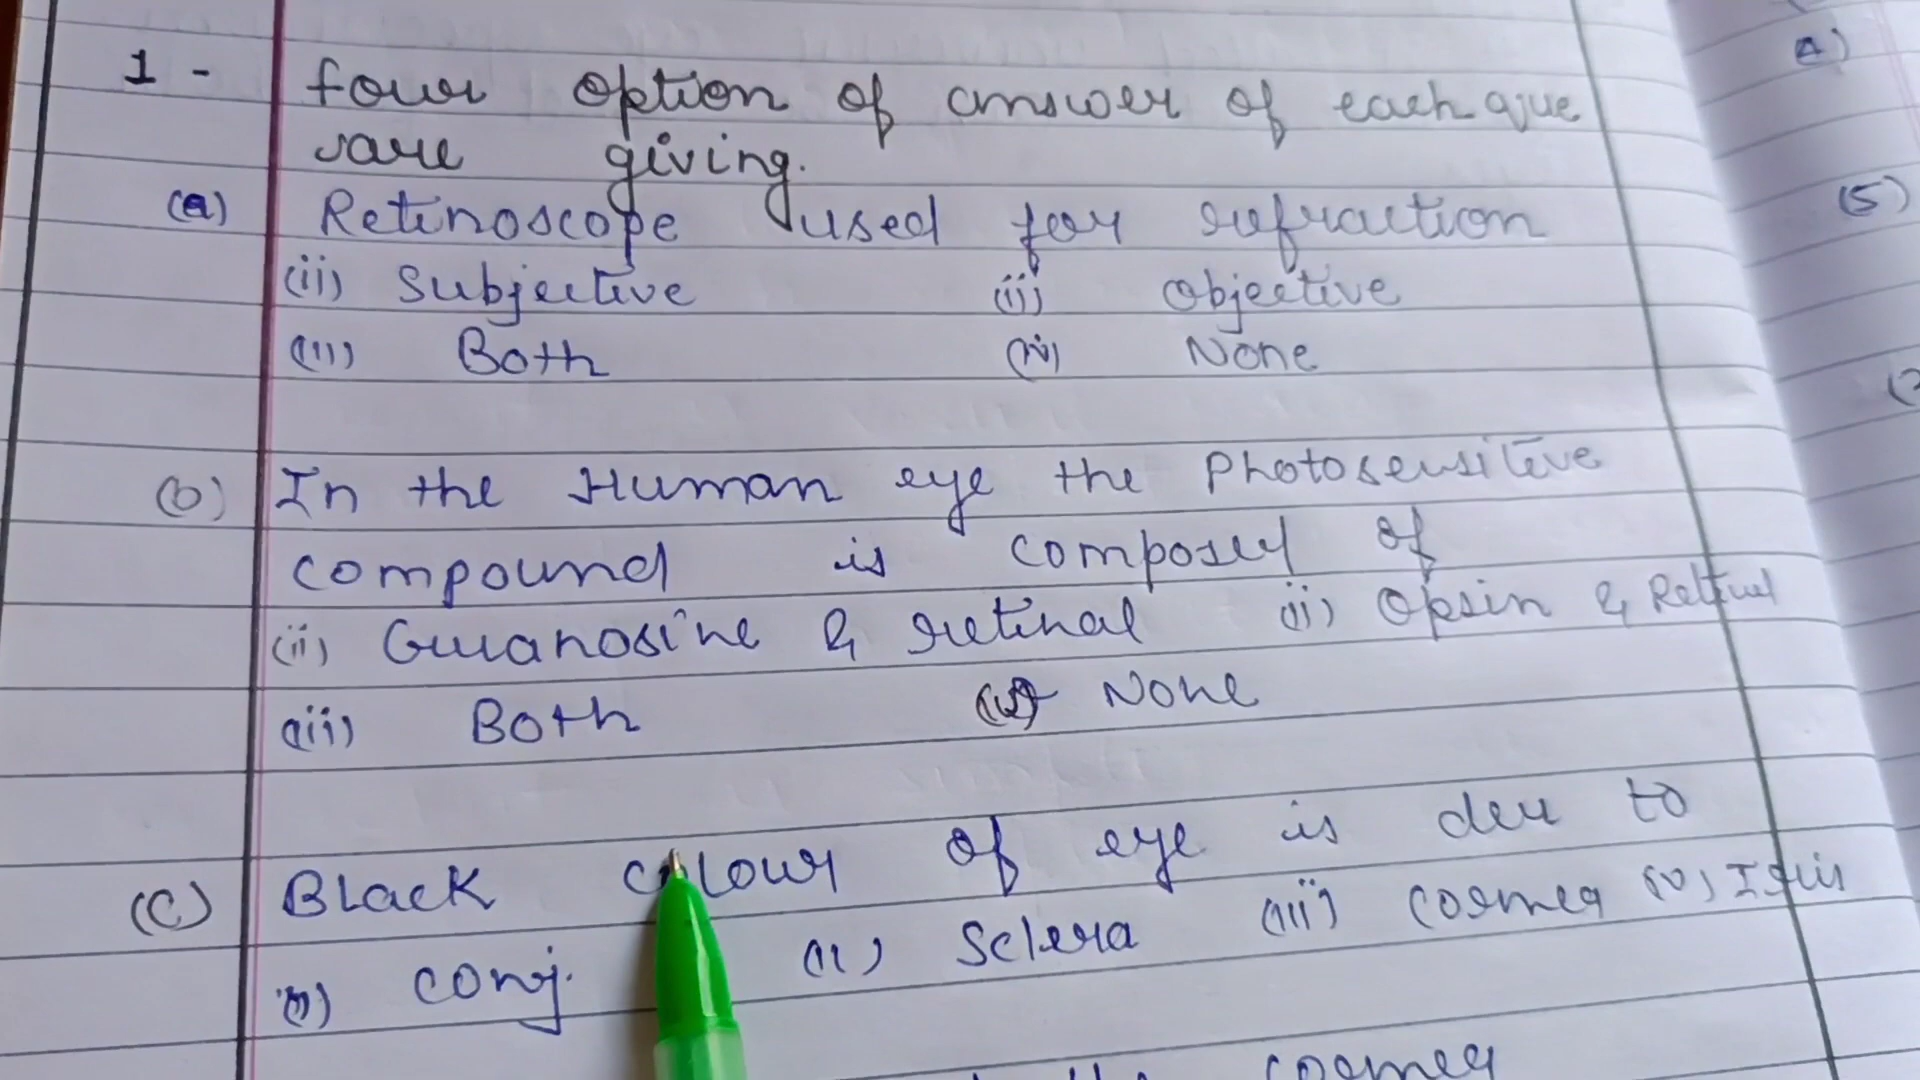 1 - four option of answer of each que
are giving.
(a) Retinoscope used for refraction
(ii) Subjective (ii) Objective
(iii) Both (iv) None
(b) In the Human eye the Photosensitive
compound is composed of
(ii) Guanosine & retinal (ii) Opsin & Retinal
(iii) Both (iv) None
(c) Black colour of eye is deu to
(i) conj. (ii) Sclera (iii) cornea (v) Iris
cornea
A)
(5)